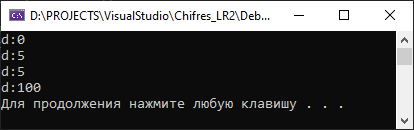 D:\PROJECTS\VisualStudio\Chifres_LR2\Deb...
d:0
d:5
d:5
d:100
Для продолжения нажмите любую клавишу . . .